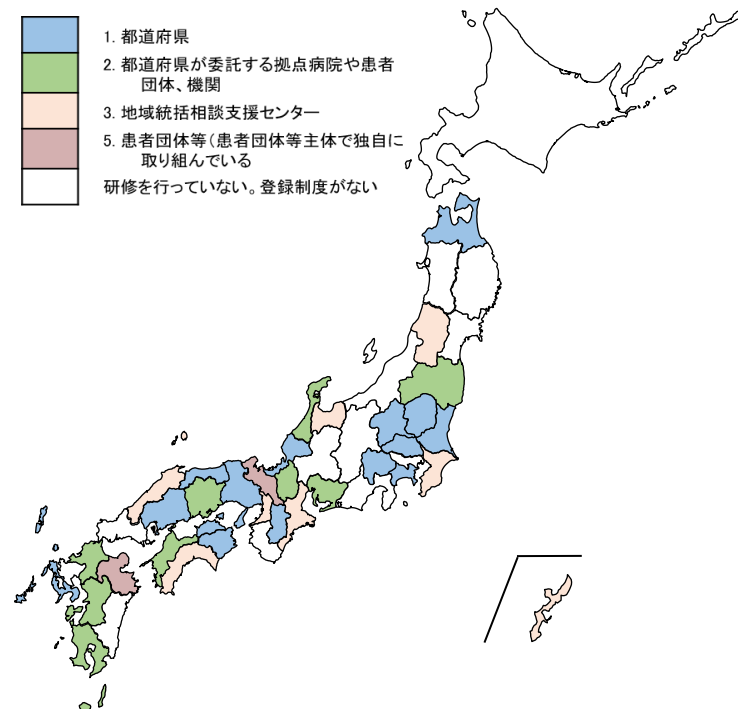 1. 都道府県
2. 都道府県が委託する拠点病院や患者
団体、機関
3. 地域統括相談支援センター
5. 患者団体等(患者団体等主体で独自に
取り組んでいる
研修を行っていない。登録制度がない